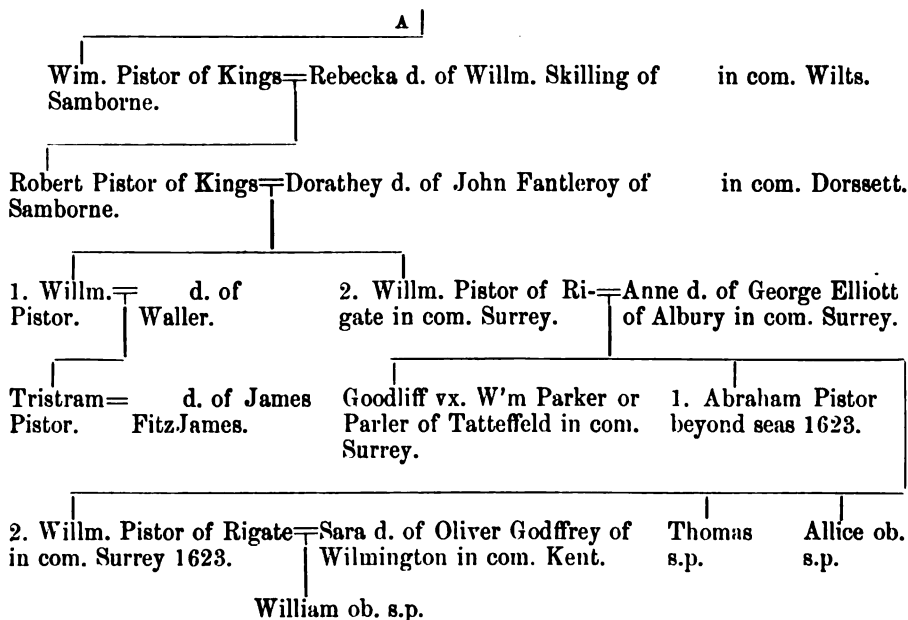 A
Wim. Pistor of Kings=Rebecka d. of Willm. Skilling of in com. Wilts.
Samborne.
Robert Pistor of Kings=Dorathey d. of John Fantleroy of in com. Dorssett.
Samborne.
1. Willm.= d. of 2. Willm. Pistor of Ri-=Anne d. of George Elliott
Pistor. Waller. gate in com. Surrey. of Albury in com. Surrey.
Tristram= d. of James Goodliff vx. W'm Parker or 1. Abraham Pistor
Pistor. FitzJames. Parler of Tatteffeld in com. beyond seas 1623.
Surrey.
2. Willm. Pistor of Rigate=Sara d. of Oliver Godffrey of Thomas Allice ob.
in com. Surrey 1623. Wilmington in com. Kent. s.p. s.p.
William ob. s.p.